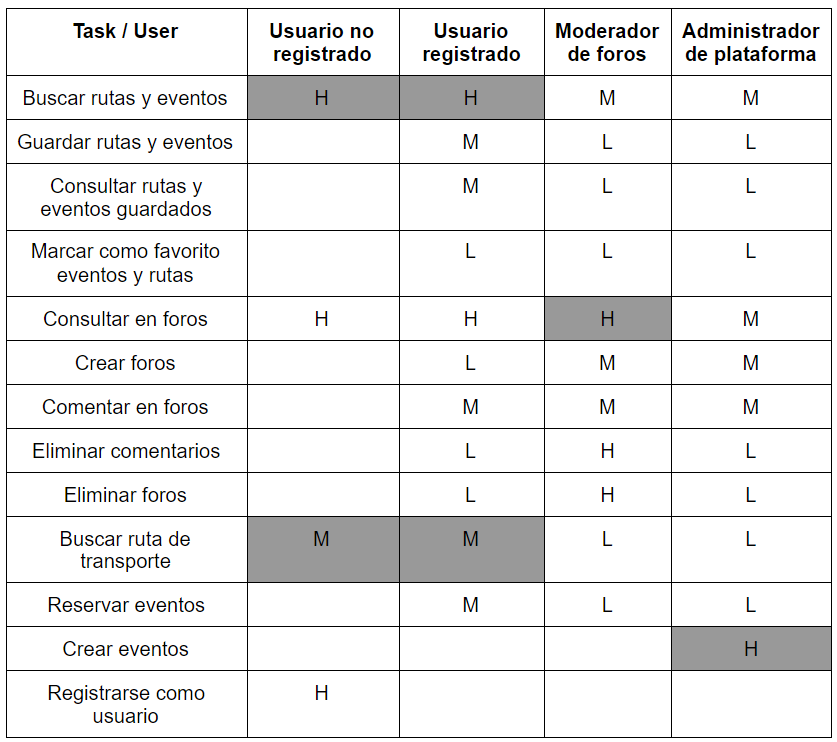 Task / User Usuario no registrado Usuario registrado Moderador de foros Administrador de plataforma
Buscar rutas y eventos H H M M
Guardar rutas y eventos M L L
Consultar rutas y eventos guardados M L L
Marcar como favorito eventos y rutas L L L
Consultar en foros H H H M
Crear foros L M M
Comentar en foros M M M
Eliminar comentarios L H L
Eliminar foros L H L
Buscar ruta de transporte M M L L
Reservar eventos M L L
Crear eventos H
Registrarse como usuario H